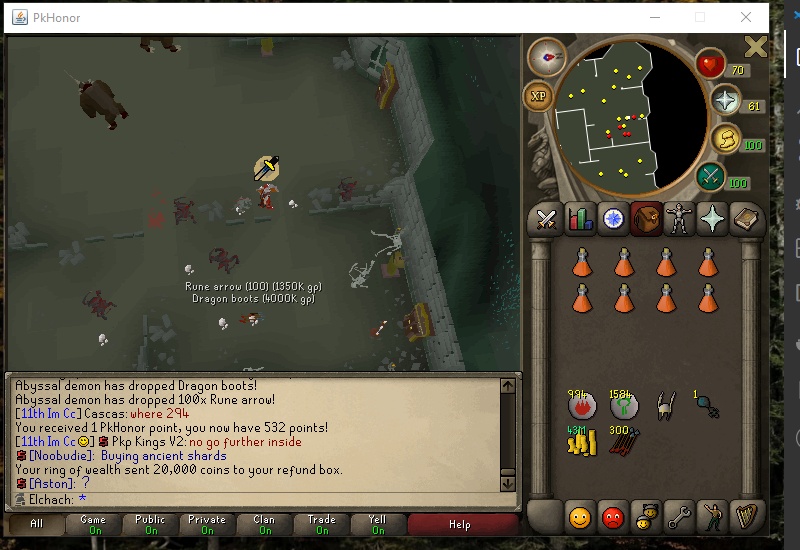 PkHonor
70
XP
61
100
100
Rune arrow (100) (1350K gp)
Dragon boots (4000K gp)
994
1584
1
43M
300
Abyssal demon has dropped Dragon boots!
Abyssal demon has dropped 100x Rune arrow!
[11th Im Cc] Cascas: where 294
You received 1 PkHonor point, you now have 532 points!
[11th Im Cc] Pkp Kings V2: no go further inside
[Noobudie]: Buying ancient shards
Your ring of wealth sent 20,000 coins to your refund box.
[Aston]: ?
Elchach: *
All
Game
On
Public
On
Private
On
Clan
On
Trade
On
Yell
On
Help